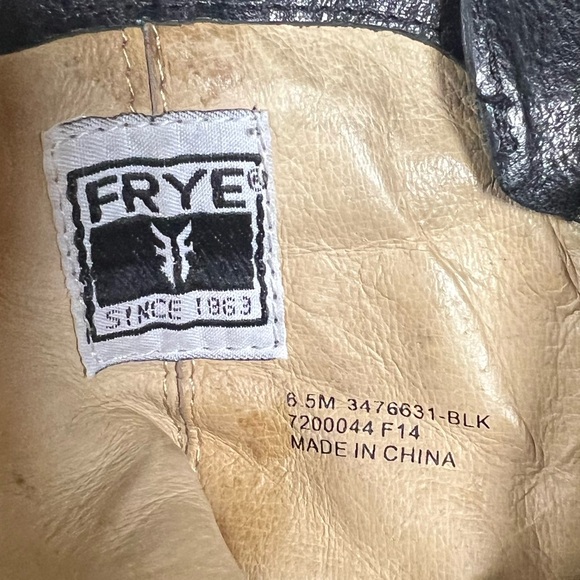 FRYE®
SINCE 1863
6.5M 3476631-BLK
7200044 F14
MADE IN CHINA